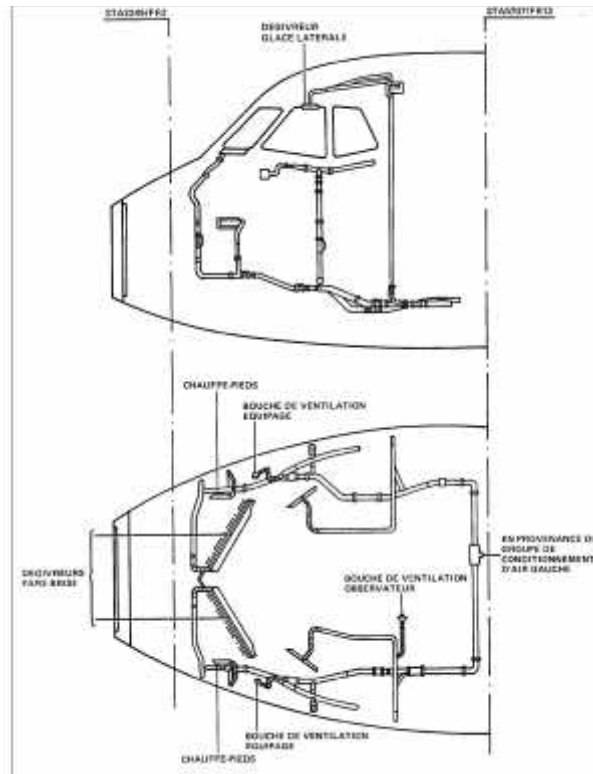 DEGIVREUR
GLACE LATERALE
CHAUFFE-PIEDS
BOUCHE DE VENTILATION
EQUIPAGE
DEGIVREURS
PARE BRISE
EN PROVENANCE DU
GROUPE DE
CONDITIONNEMENT
D'AIR GAUCHE
BOUCHE DE VENTILATION
OBSERVATEUR
BOUCHE DE VENTILATION
EQUIPAGE
CHAUFFE-PIEDS